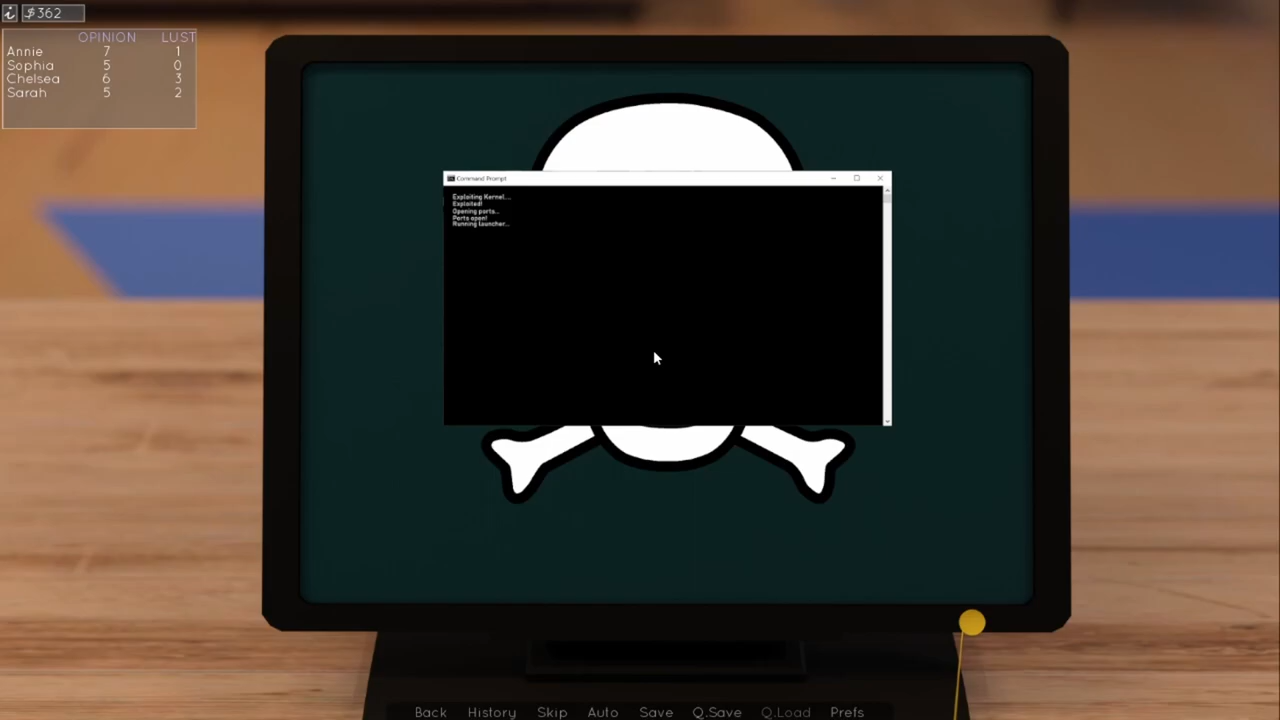 i $362
OPINION LUST
Annie 7 1
Sophia 5 0
Chelsea 6 3
Sarah 5 2
Command Prompt
Exploiting Kernel...
Exploited!
Opening ports...
Ports open!
Running launcher...
Back History Skip Auto Save Q.Save Q.Load Prefs